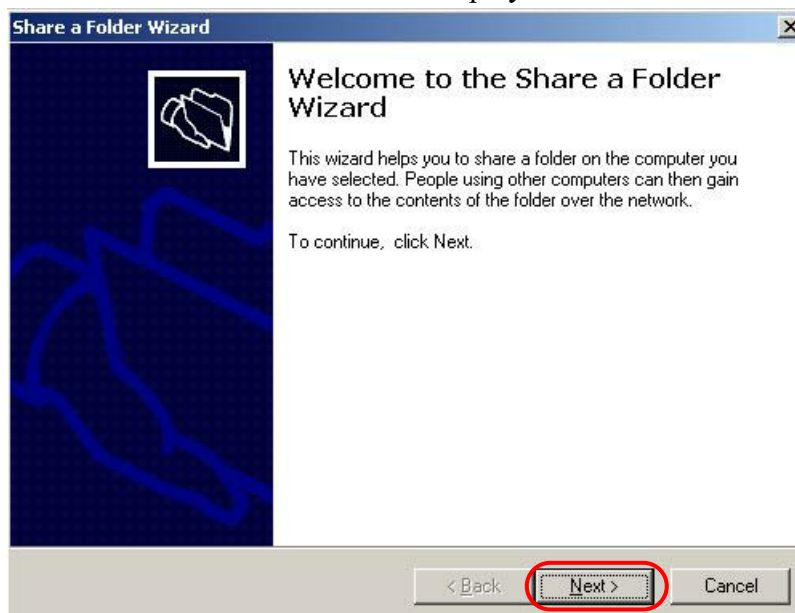 Share a Folder Wizard
Welcome to the Share a Folder
Wizard
This wizard helps you to share a folder on the computer you
have selected. People using other computers can then gain
access to the contents of the folder over the network.
To continue, click Next.
< Back Next > Cancel